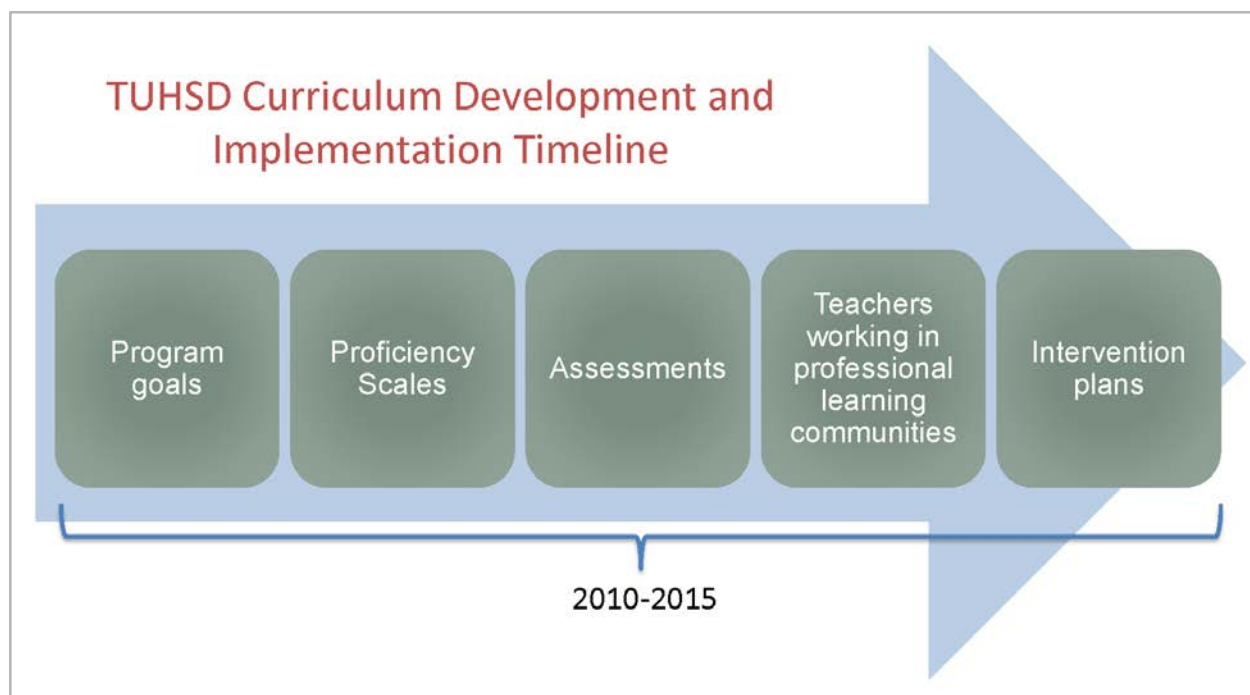 TUHSD Curriculum Development and
Implementation Timeline
Program
goals
Proficiency
Scales
Assessments
Teachers
working in
professional
learning
communities
Intervention
plans
2010-2015